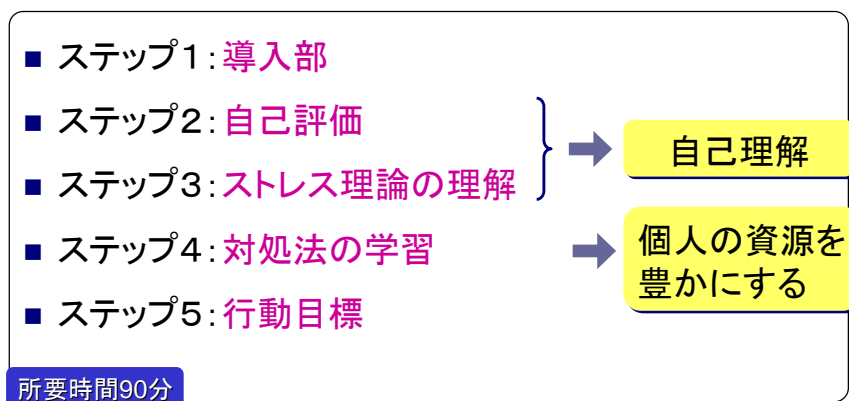 ■ ステップ1：導入部
■ ステップ2：自己評価
■ ステップ3：ストレス理論の理解
自己理解
■ ステップ4：対処法の学習
個人の資源を
豊かにする
■ ステップ5：行動目標
所要時間90分